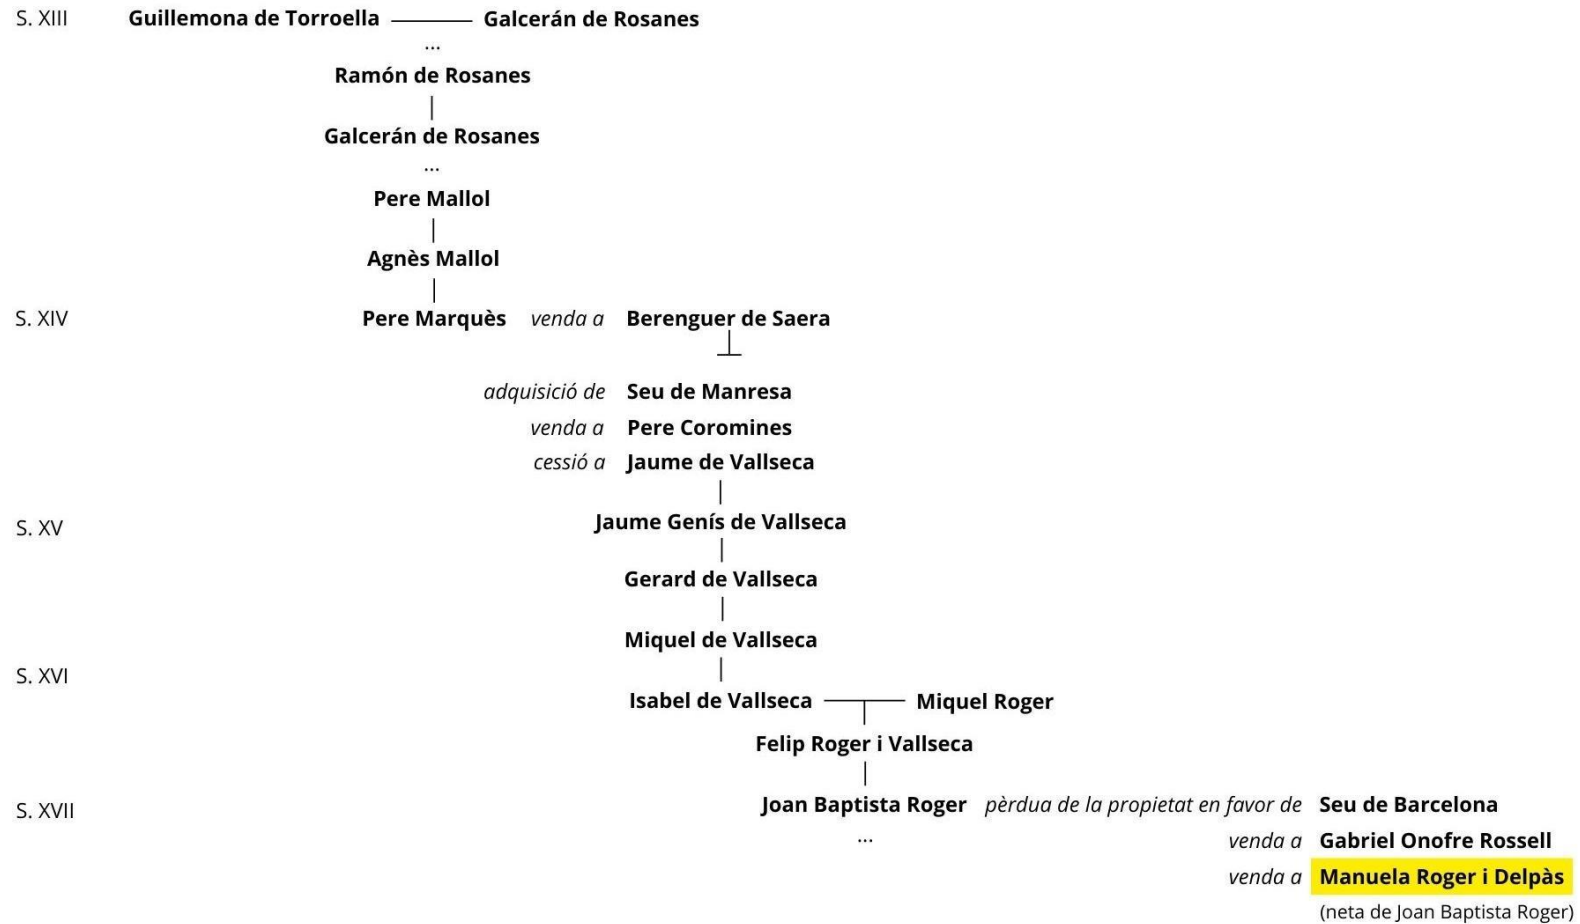 S. XIII Guillemona de Torroella Galcerán de Rosanes
...
Ramón de Rosanes
Galcerán de Rosanes
...
Pere Mallol
Agnès Mallol
S. XIV Pere Marquès venda a Berenguer de Saera
adquisició de Seu de Manresa
venda a Pere Coromines
cessió a Jaume de Vallseca
S. XV Jaume Genís de Vallseca
Gerard de Vallseca
Miquel de Vallseca
S. XVI
Isabel de Vallseca Miquel Roger
Felip Roger i Vallseca
S. XVII Joan Baptista Roger pèrdua de la propietat en favor de Seu de Barcelona
... venda a Gabriel Onofre Rossell
venda a Manuela Roger i Delpàs
(neta de Joan Baptista Roger)